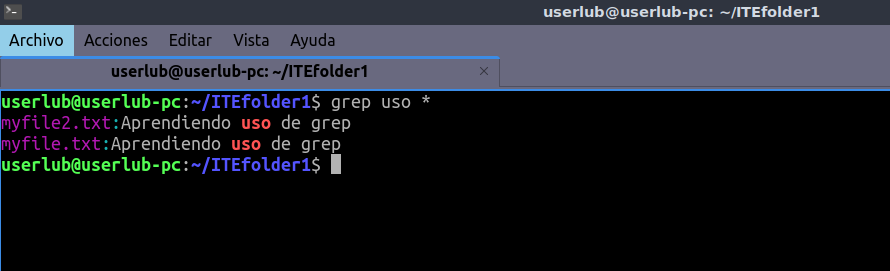 userlub@userlub-pc: ~/ITEfolder1
Archivo Acciones Editar Vista Ayuda
userlub@userlub-pc: ~/ITEfolder1 ×
userlub@userlub-pc:~/ITEfolder1$ grep uso *
myfile2.txt:Aprendiendo uso de grep
myfile.txt:Aprendiendo uso de grep
userlub@userlub-pc:~/ITEfolder1$